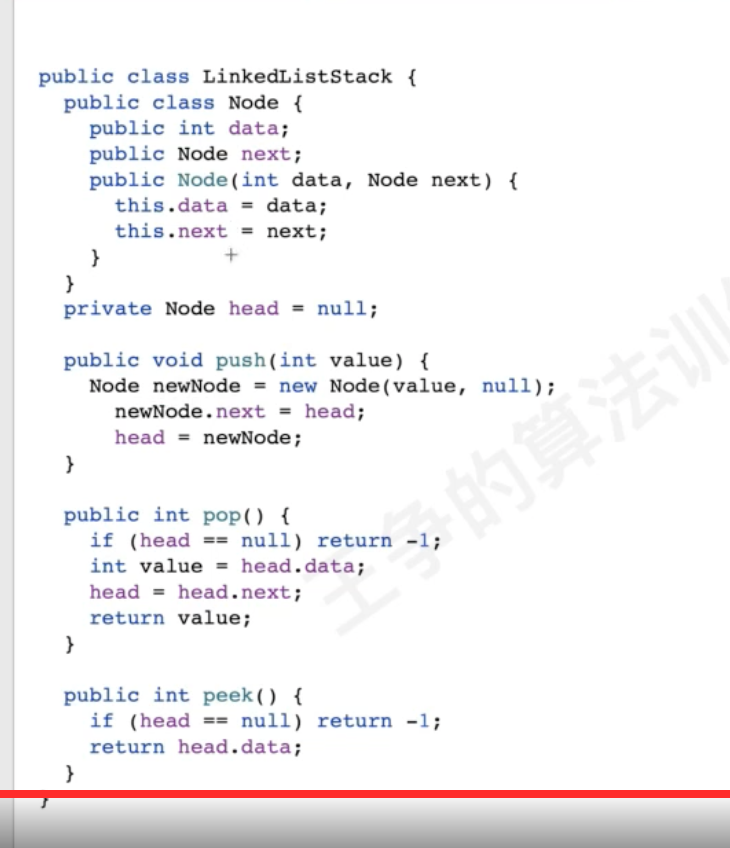 public class LinkedListStack {
public class Node {
public int data;
public Node next;
public Node(int data, Node next) {
this.data = data;
this.next = next;
}
}
private Node head = null;
public void push(int value) {
Node newNode = new Node(value, null);
newNode.next = head;
head = newNode;
}
public int pop() {
if (head == null) return -1;
int value = head.data;
head = head.next;
return value;
}
public int peek() {
if (head == null) return -1;
return head.data;
}
}
王争的算法训